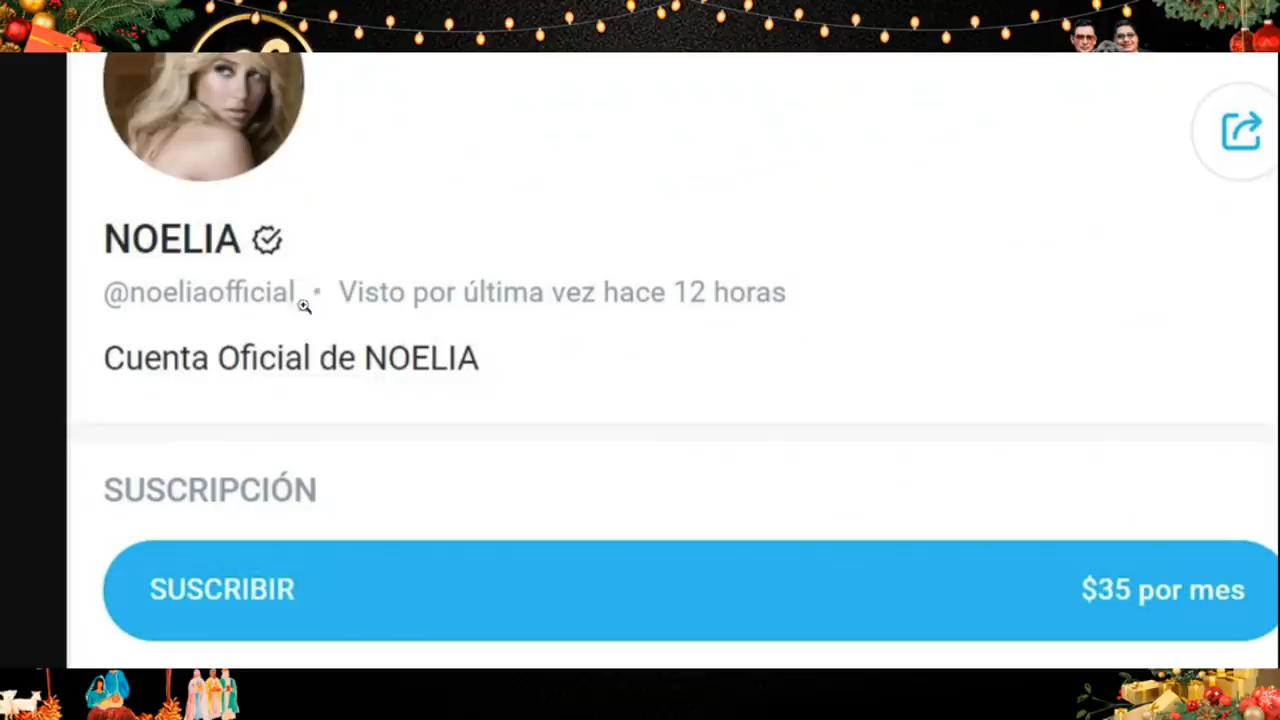 NOELIA
@noeliaofficial • Visto por última vez hace 12 horas
Cuenta Oficial de NOELIA
SUSCRIPCIÓN
SUSCRIBIR $35 por mes